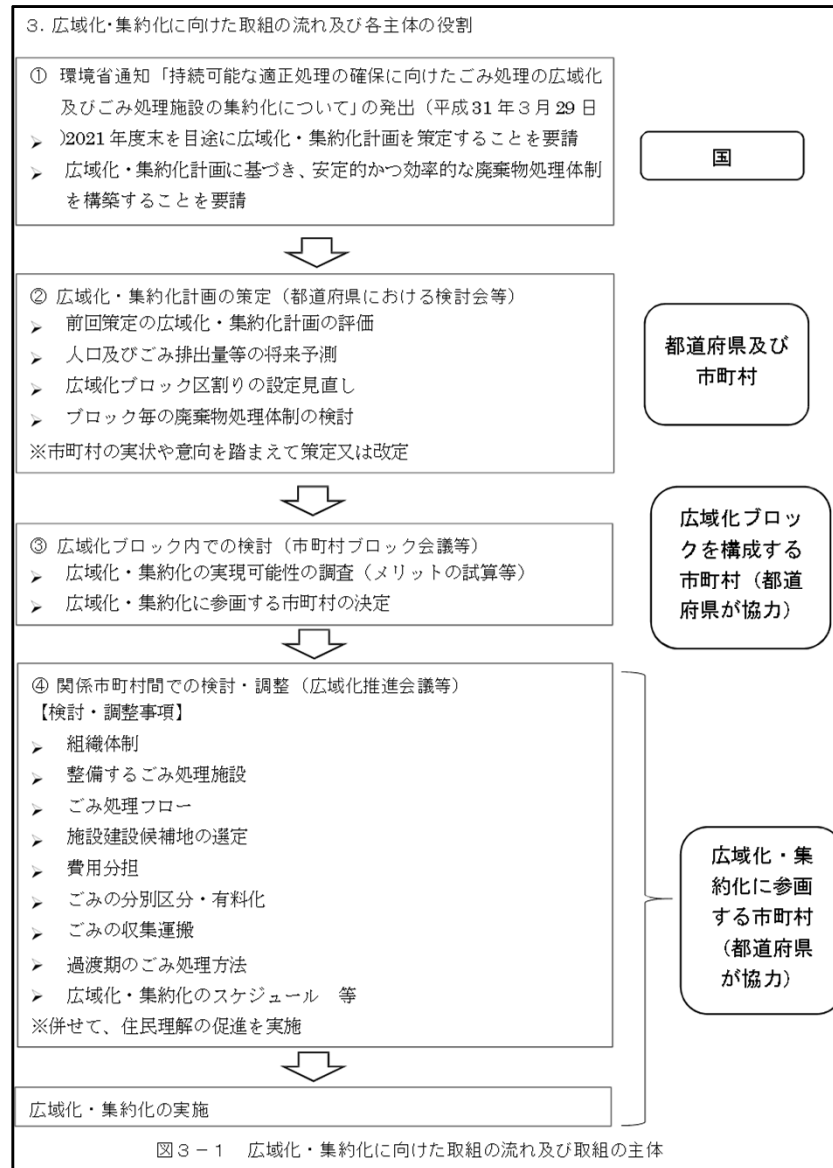 3. 広域化・集約化に向けた取組の流れ及び各主体の役割
① 環境省通知「持続可能な適正処理の確保に向けたごみ処理の広域化
及びごみ処理施設の集約化について」の発出（平成31年3月29日
➢ )2021年度末を目途に広域化・集約化計画を策定することを要請
➢ 広域化・集約化計画に基づき、安定的かつ効率的な廃棄物処理体制
を構築することを要請
国
② 広域化・集約化計画の策定（都道府県における検討会等）
➢ 前回策定の広域化・集約化計画の評価
➢ 人口及びごみ排出量等の将来予測
➢ 広域化ブロック区割りの設定見直し
➢ ブロック毎の廃棄物処理体制の検討
※市町村の実状や意向を踏まえて策定又は改定
都道府県及び
市町村
③ 広域化ブロック内での検討（市町村ブロック会議等）
➢ 広域化・集約化の実現可能性の調査（メリットの試算等）
➢ 広域化・集約化に参画する市町村の決定
広域化ブロッ
クを構成する
市町村（都道
府県が協力）
④ 関係市町村間での検討・調整（広域化推進会議等）
【検討・調整事項】
➢ 組織体制
➢ 整備するごみ処理施設
➢ ごみ処理フロー
➢ 施設建設候補地の選定
➢ 費用分担
➢ ごみの分別区分・有料化
➢ ごみの収集運搬
➢ 過渡期のごみ処理方法
➢ 広域化・集約化のスケジュール　等
※併せて、住民理解の促進を実施
広域化・集
約化に参画
する市町村
（都道府県
が協力）
広域化・集約化の実施
図３－１　広域化・集約化に向けた取組の流れ及び取組の主体